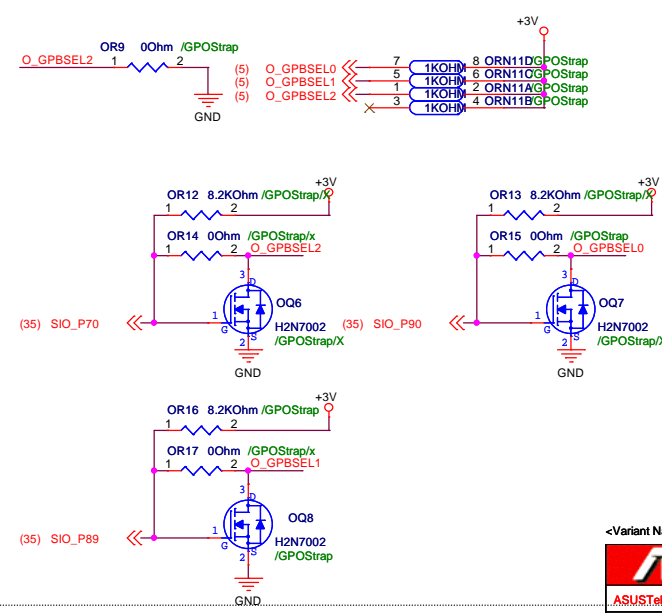 +3V
OR9 0Ohm /GPOStrap
O_GPBSEL2 1 2
GND
(5) O_GPBSEL0 7 1KOHM 8 ORN11D/GPOStrap
(5) O_GPBSEL1 5 1KOHM 6 ORN11C/GPOStrap
(5) O_GPBSEL2 1 1KOHM 2 ORN11A/GPOStrap
3 1KOHM 4 ORN11B/GPOStrap
+3V
OR12 8.2KOhm /GPOStrap/X
1 2
OR14 0Ohm /GPOStrap/x
1 2 O_GPBSEL2
3 D
OQ6
(35) SIO_P70 1 G
H2N7002
2 S
/GPOStrap/X
GND
+3V
OR13 8.2KOhm /GPOStrap/X
1 2
OR15 0Ohm /GPOStrap
1 2 O_GPBSEL0
3 D
OQ7
(35) SIO_P90 1 G
H2N7002
2 S
/GPOStrap/X
GND
+3V
OR16 8.2KOhm /GPOStrap
1 2
OR17 0Ohm /GPOStrap/x
1 2 O_GPBSEL1
3 D
OQ8
(35) SIO_P89 1 G
H2N7002
2 S
/GPOStrap
GND
<Variant Na
ASUSTe